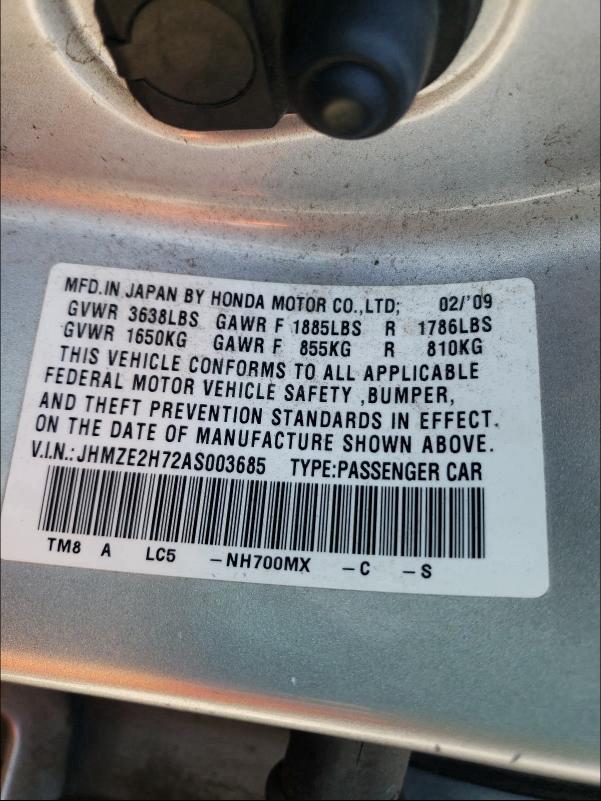 MFD.IN JAPAN BY HONDA MOTOR CO.,LTD; 02/'09
GVWR 3638LBS GAWR F 1885LBS R 1786LBS
GVWR 1650KG GAWR F 855KG R 810KG
THIS VEHICLE CONFORMS TO ALL APPLICABLE
FEDERAL MOTOR VEHICLE SAFETY ,BUMPER,
AND THEFT PREVENTION STANDARDS IN EFFECT.
ON THE DATE OF MANUFACTURE SHOWN ABOVE.
V.I.N.:JHMZE2H72AS003685 TYPE:PASSENGER CAR
TM8 A LC5 -NH700MX -C -S